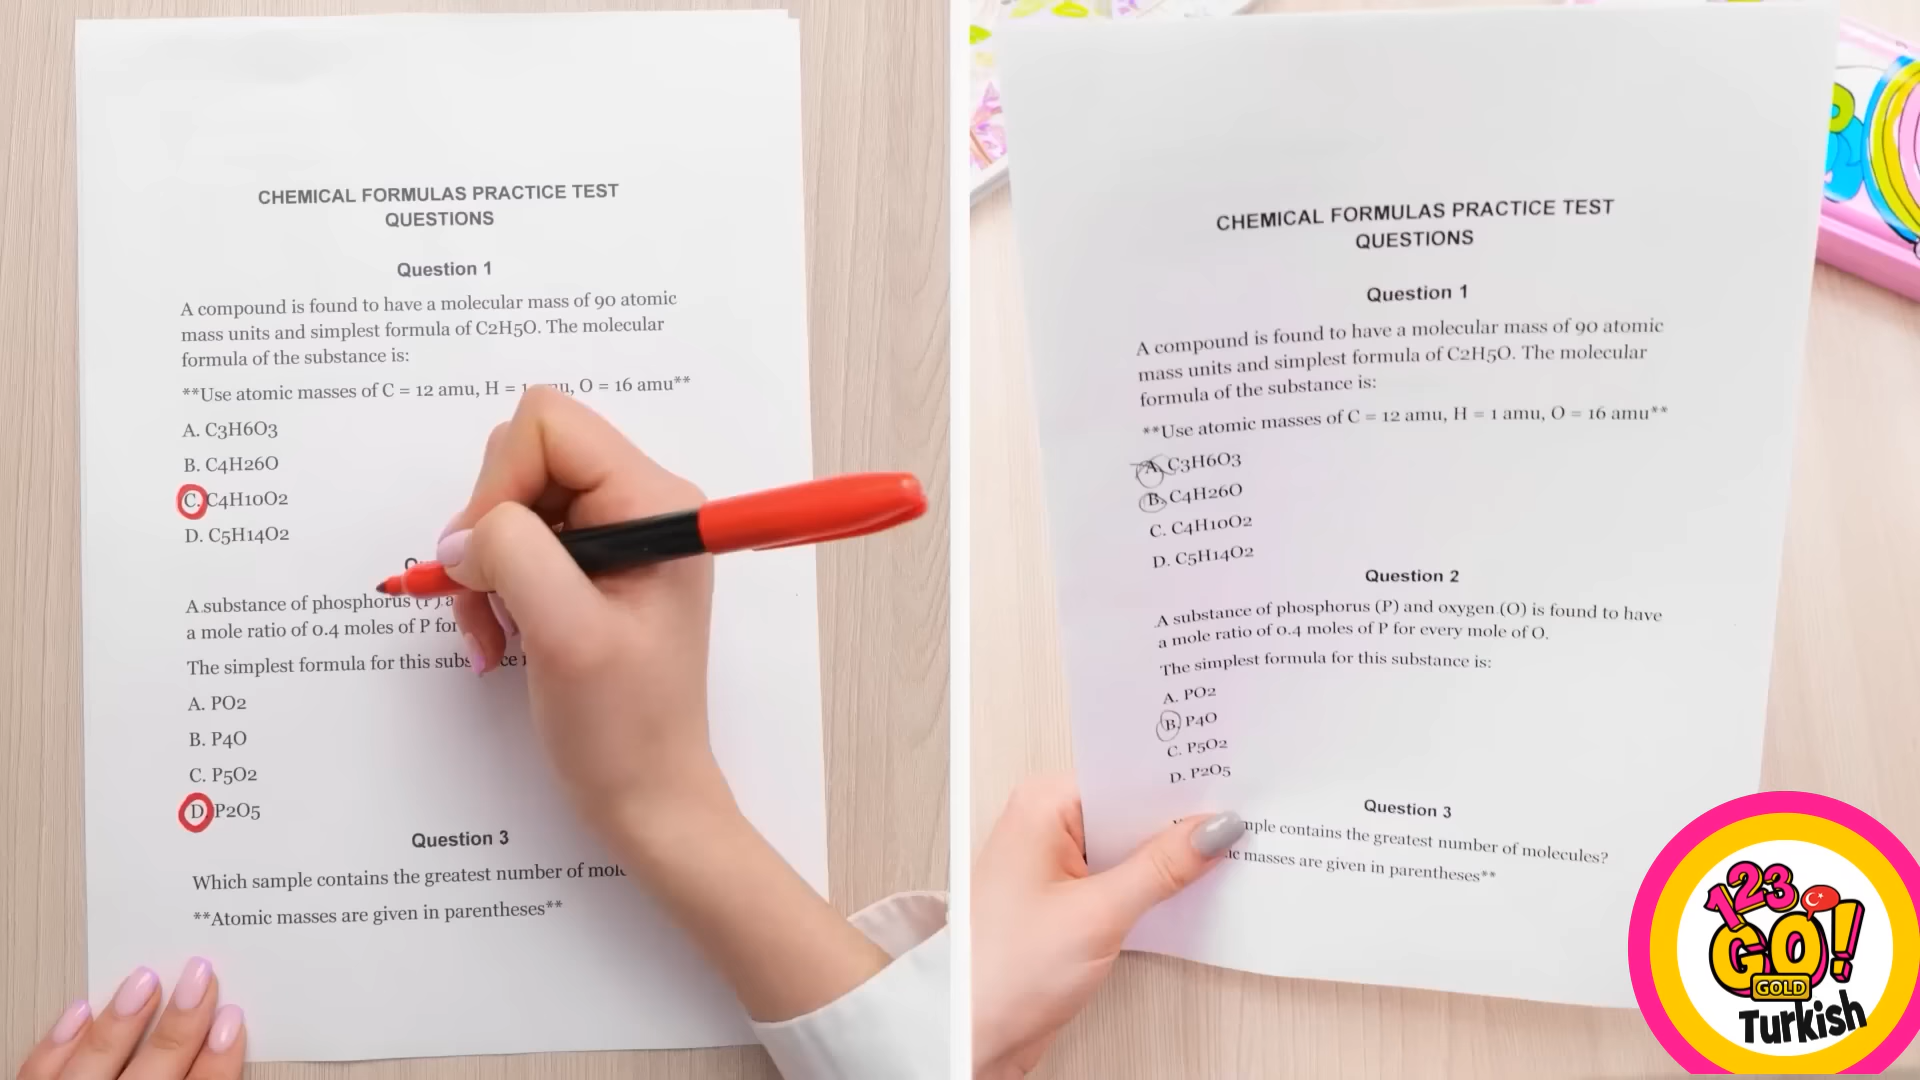 CHEMICAL FORMULAS PRACTICE TEST
QUESTIONS
Question 1
A compound is found to have a molecular mass of 90 atomic
mass units and simplest formula of C2H5O. The molecular
formula of the substance is:
**Use atomic masses of C = 12 amu, H = 1 O = 16 amu**
A. C3H6O3
B. C4H26O
C. C4H10O2
D. C5H14O2
A substance of phosphorus (P)
a mole ratio of 0.4 moles of P for
The simplest formula for this
A. PO2
B. P4O
C. P5O2
D. P2O5
Question 3
Which sample contains the greatest number of
**Atomic masses are given in parentheses**
CHEMICAL FORMULAS PRACTICE TEST
QUESTIONS
Question 1
A compound is found to have a molecular mass of 90 atomic
mass units and simplest formula of C2H5O. The molecular
formula of the substance is:
**Use atomic masses of C = 12 amu, H = 1 amu, O = 16 amu**
A. C3H6O3
B. C4H26O
C. C4H10O2
D. C5H14O2
Question 2
A substance of phosphorus (P) and oxygen (O) is found to have
a mole ratio of 0.4 moles of P for every mole of O.
The simplest formula for this substance is:
A. PO2
B. P4O
C. P5O2
D. P2O5
Question 3
contains the greatest number of molecules?
masses are given in parentheses**
123
GO!
GOLD
Turkish